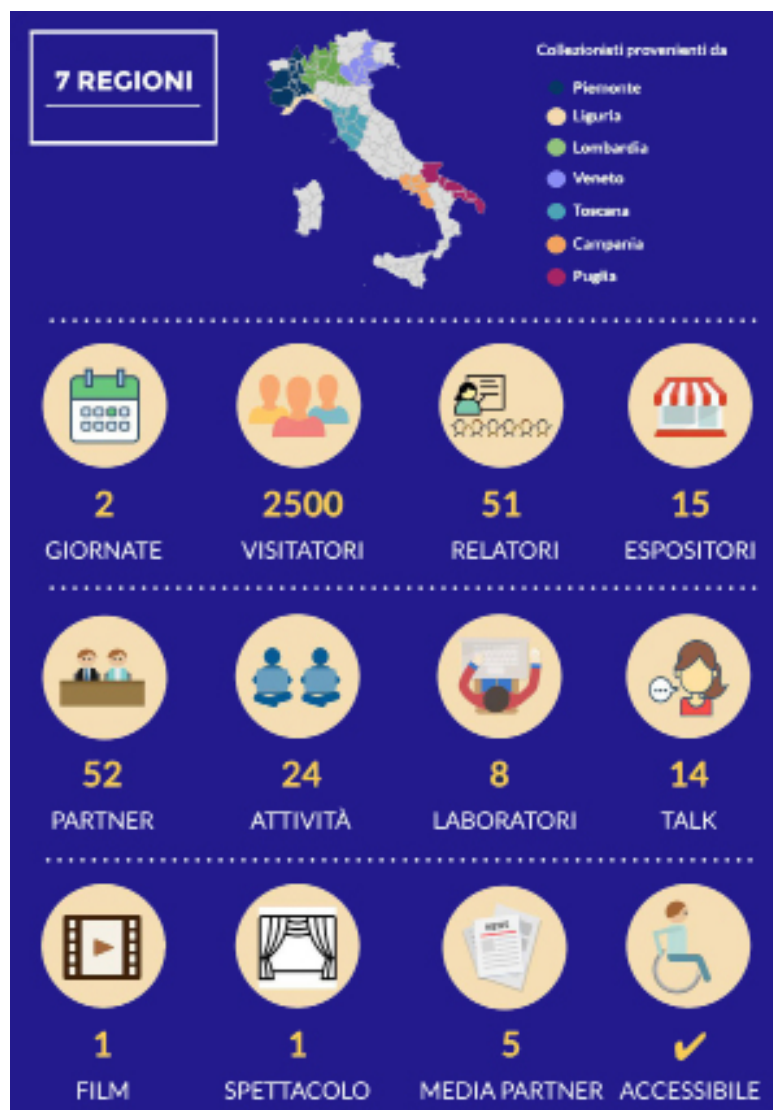 7 REGIONI
Collezionisti provenienti da
Piemonte
Liguria
Lombardia
Veneto
Toscana
Campania
Puglia
2 2500 51 15
GIORNATE VISITATORI RELATORI ESPOSITORI
52 24 8 14
PARTNER ATTIVITÀ LABORATORI TALK
NEWS
1 1 5 ✔
FILM SPETTACOLO MEDIA PARTNER ACCESSIBILE